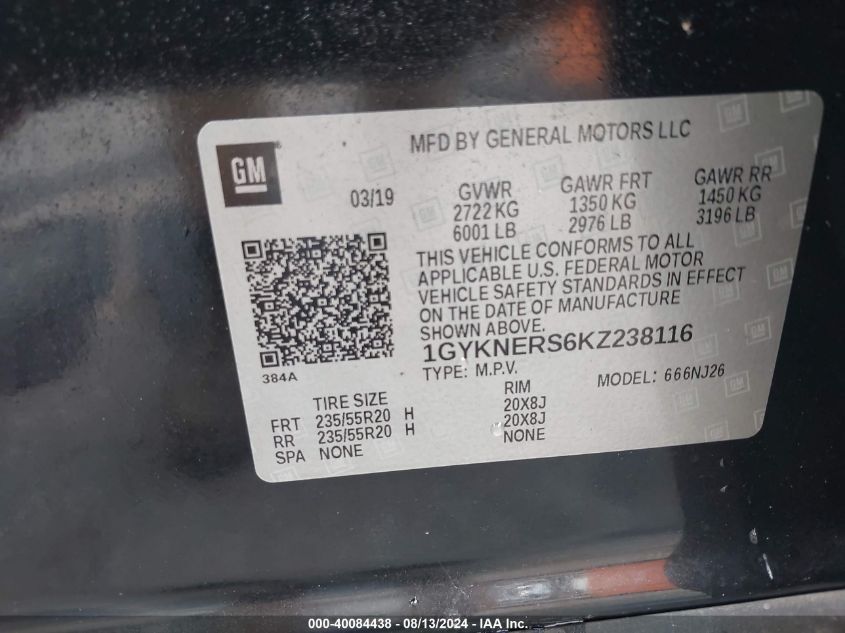 MFD BY GENERAL MOTORS LLC
GM
03/19
GVWR GAWR FRT GAWR RR
2722 KG 1350 KG 1450 KG
6001 LB 2976 LB 3196 LB
THIS VEHICLE CONFORMS TO ALL
APPLICABLE U.S. FEDERAL MOTOR
VEHICLE SAFETY STANDARDS IN EFFECT
ON THE DATE OF MANUFACTURE
SHOWN ABOVE.
1GYKNERS6KZ238116
384A
TYPE: M.P.V. MODEL: 666NJ26
TIRE SIZE RIM
FRT 235/55R20 H 20X8J
RR 235/55R20 H 20X8J
SPA NONE NONE
000-40084438 - 08/13/2024 - IAA Inc.